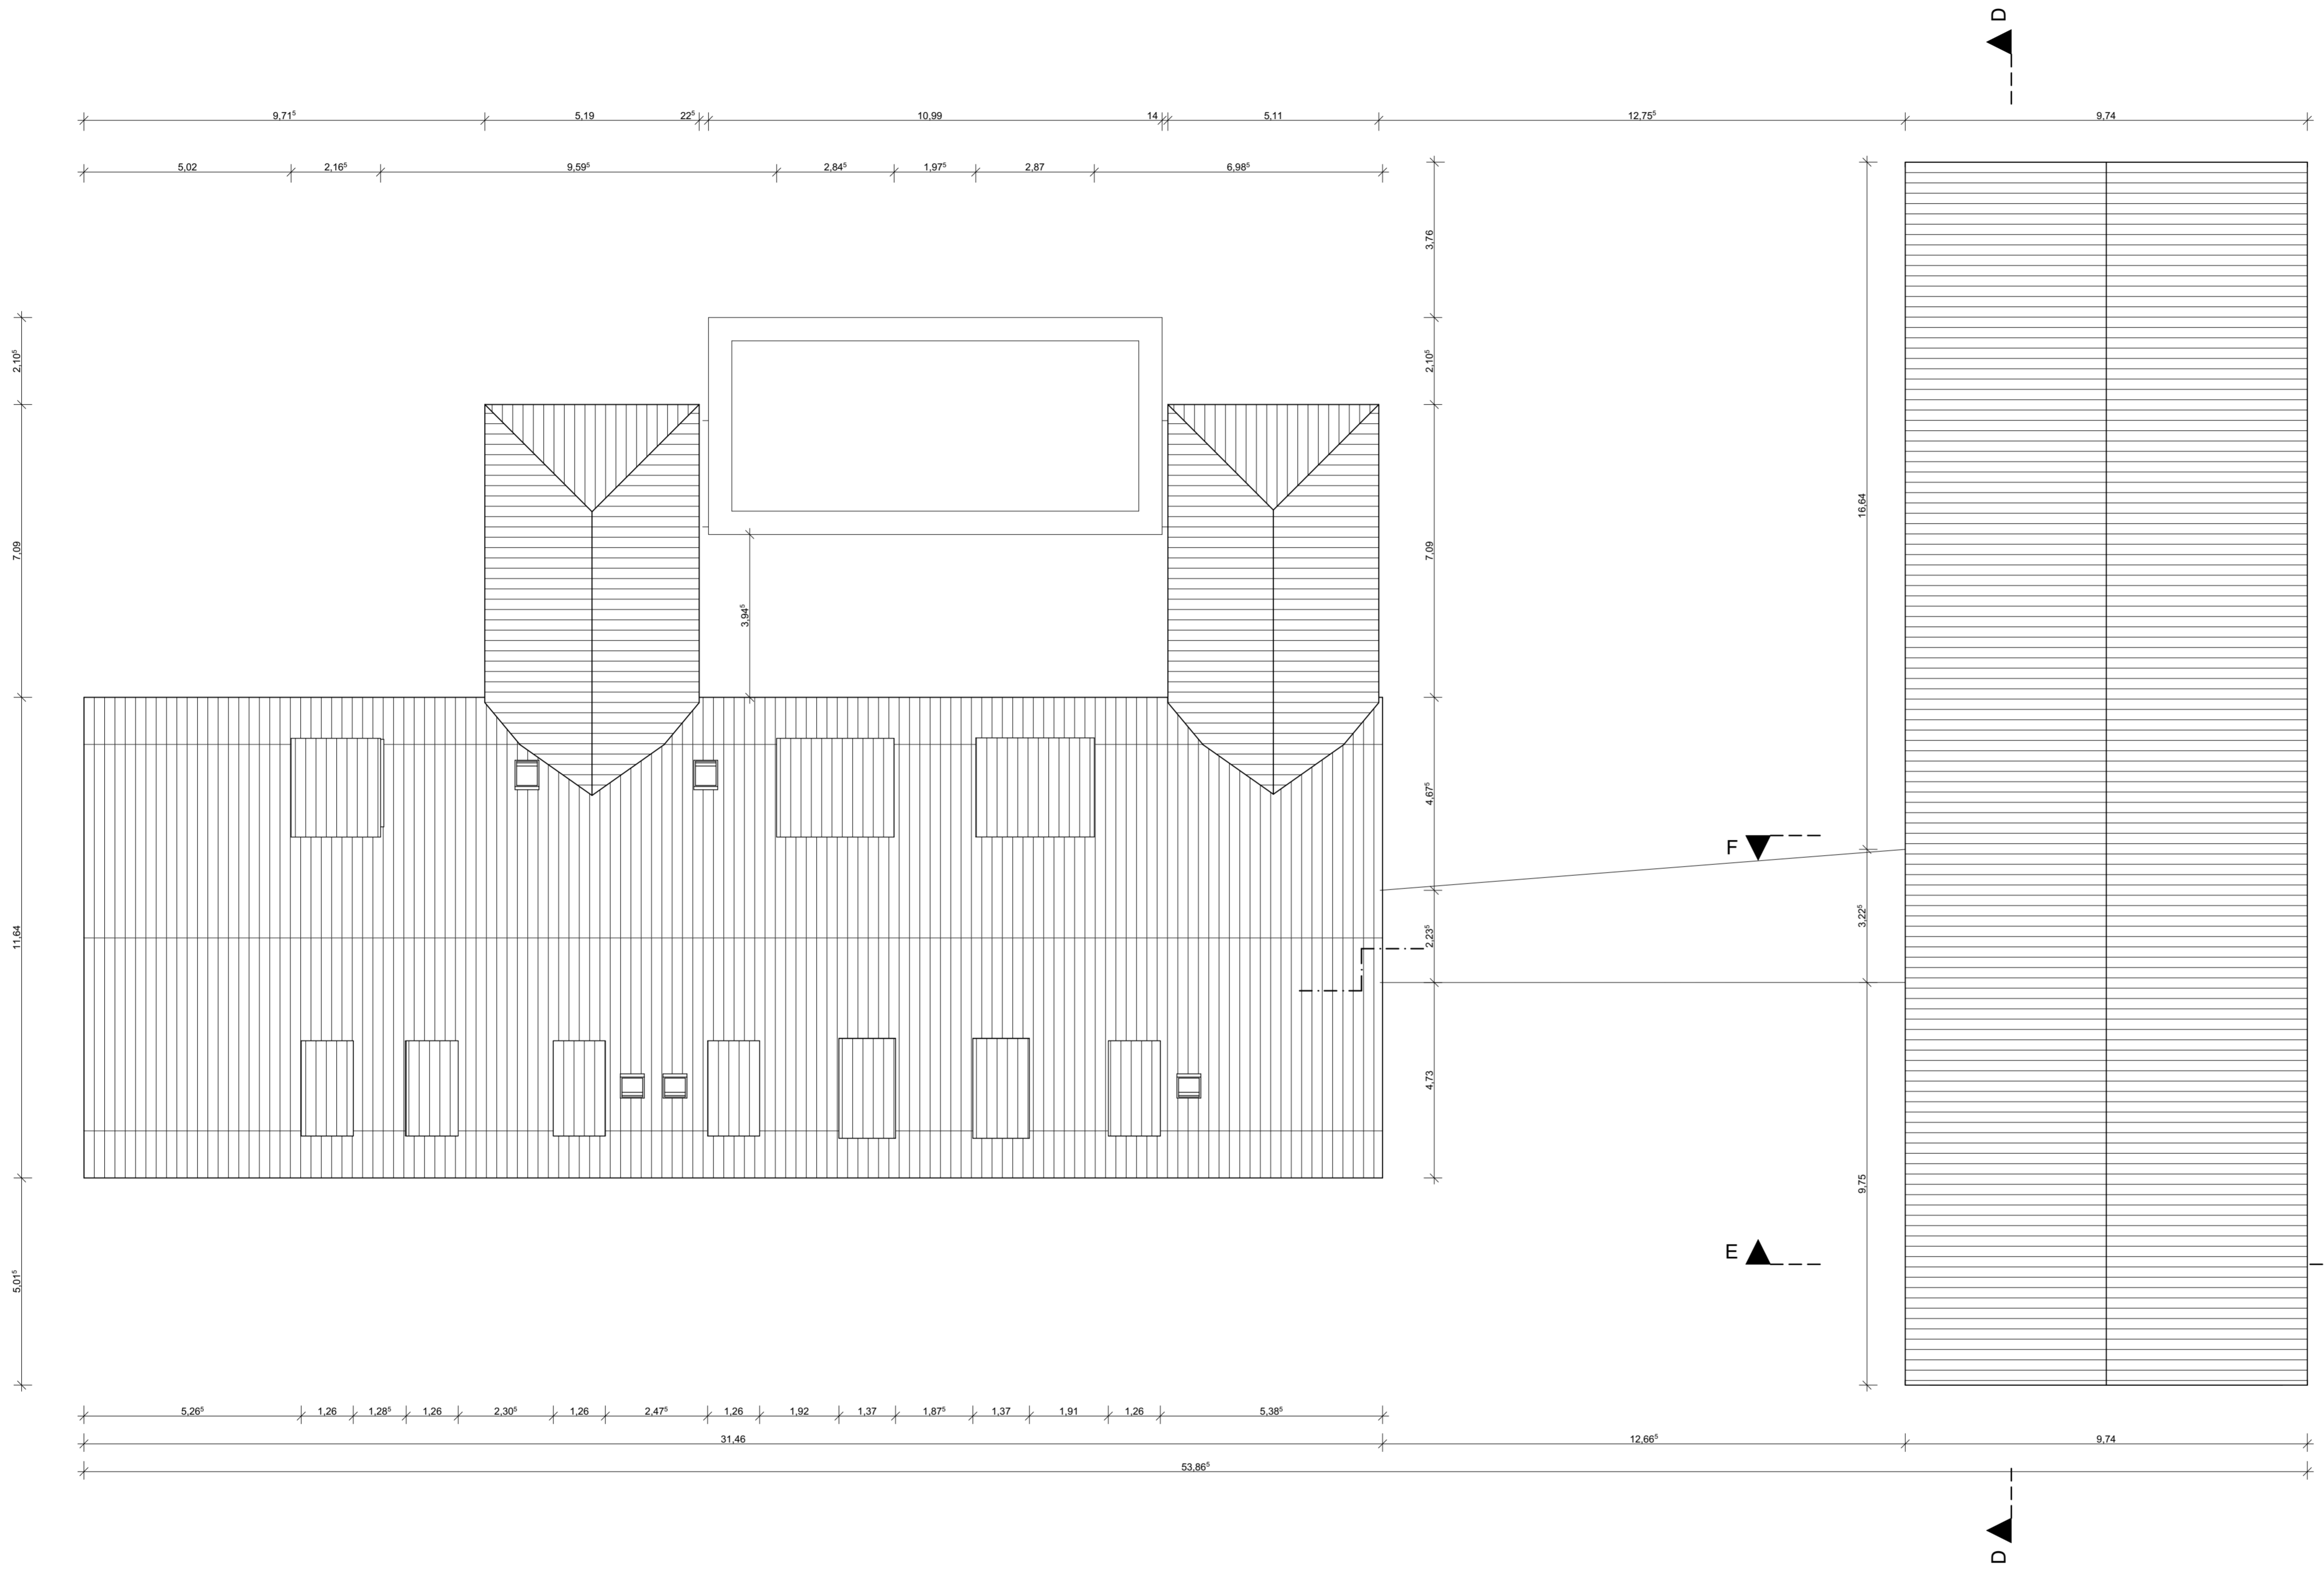 D
9,71⁵ 5,19 22⁵ 10,99 14 5,11 12,75⁵ 9,74
5,02 2,16⁵ 9,59⁵ 2,84⁵ 1,97⁵ 2,87 6,98⁵
3,76
2,10⁵ 2,10⁵
16,64
7,09 7,09
3,94⁵
4,67⁵
F
3,22⁵
11,64 2,23⁵
4,73
9,75
E
5,01⁵
5,26⁵ 1,26 1,28⁵ 1,26 2,30⁵ 1,26 2,47⁵ 1,26 1,92 1,37 1,87⁵ 1,37 1,91 1,26 5,38⁵
31,46 12,66⁵ 9,74
53,86⁵
D